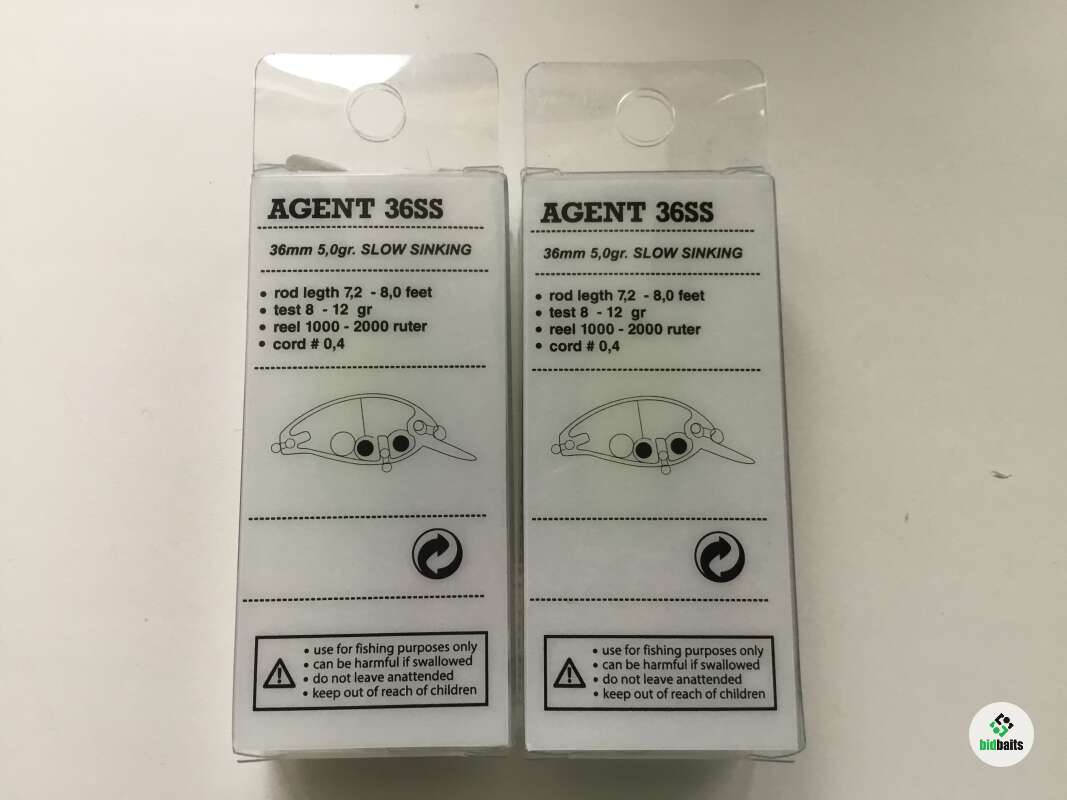 AGENT 36SS
36mm 5,0gr. SLOW SINKING
• rod legth 7,2 - 8,0 feet
• test 8 - 12 gr
• reel 1000 - 2000 ruter
• cord # 0,4
• use for fishing purposes only
• can be harmful if swallowed
• do not leave anattended
• keep out of reach of children
AGENT 36SS
36mm 5,0gr. SLOW SINKING
• rod legth 7,2 - 8,0 feet
• test 8 - 12 gr
• reel 1000 - 2000 ruter
• cord # 0,4
• use for fishing purposes only
• can be harmful if swallowed
• do not leave anattended
• keep out of reach of children
bidbaits